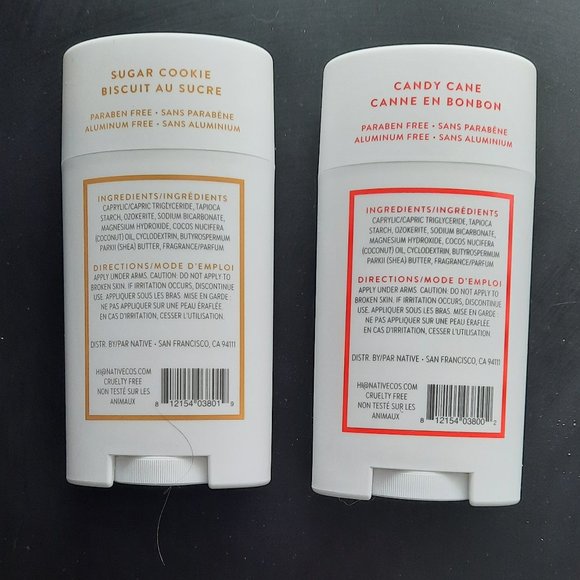 SUGAR COOKIE
BISCUIT AU SUCRE
PARABEN FREE • SANS PARABÈNE
ALUMINUM FREE • SANS ALUMINIUM
INGREDIENTS/INGRÉDIENTS
CAPRYLIC/CAPRIC TRIGLYCERIDE, TAPIOCA
STARCH, OZOKERITE, SODIUM BICARBONATE,
MAGNESIUM HYDROXIDE, COCOS NUCIFERA
(COCONUT) OIL, CYCLODEXTRIN, BUTYROSPERMUM
PARKII (SHEA) BUTTER, FRAGRANCE/PARFUM
DIRECTIONS/MODE D'EMPLOI
APPLY UNDER ARMS. CAUTION: DO NOT APPLY TO
BROKEN SKIN. IF IRRITATION OCCURS, DISCONTINUE
USE. APPLIQUER SOUS LES BRAS. MISE EN GARDE :
NE PAS APPLIQUER SUR UNE PEAU ÉRAFLÉE.
EN CAS D'IRRITATION, CESSER L'UTILISATION.
DISTR. BY/PAR NATIVE • SAN FRANCISCO, CA 94111
HI@NATIVECOS.COM
CRUELTY FREE
NON TESTÉ SUR LES
ANIMAUX
8 12154 03801 9
CANDY CANE
CANNE EN BONBON
PARABEN FREE • SANS PARABÈNE
ALUMINUM FREE • SANS ALUMINIUM
INGREDIENTS/INGRÉDIENTS
CAPRYLIC/CAPRIC TRIGLYCERIDE, TAPIOCA
STARCH, OZOKERITE, SODIUM BICARBONATE,
MAGNESIUM HYDROXIDE, COCOS NUCIFERA
(COCONUT) OIL, CYCLODEXTRIN, BUTYROSPERMUM
PARKII (SHEA) BUTTER, FRAGRANCE/PARFUM
DIRECTIONS/MODE D'EMPLOI
APPLY UNDER ARMS. CAUTION: DO NOT APPLY TO
BROKEN SKIN. IF IRRITATION OCCURS, DISCONTINUE
USE. APPLIQUER SOUS LES BRAS. MISE EN GARDE :
NE PAS APPLIQUER SUR UNE PEAU ÉRAFLÉE.
EN CAS D'IRRITATION, CESSER L'UTILISATION.
DISTR. BY/PAR NATIVE • SAN FRANCISCO, CA 94111
HI@NATIVECOS.COM
CRUELTY FREE
NON TESTÉ SUR LES
ANIMAUX
8 12154 03800 2